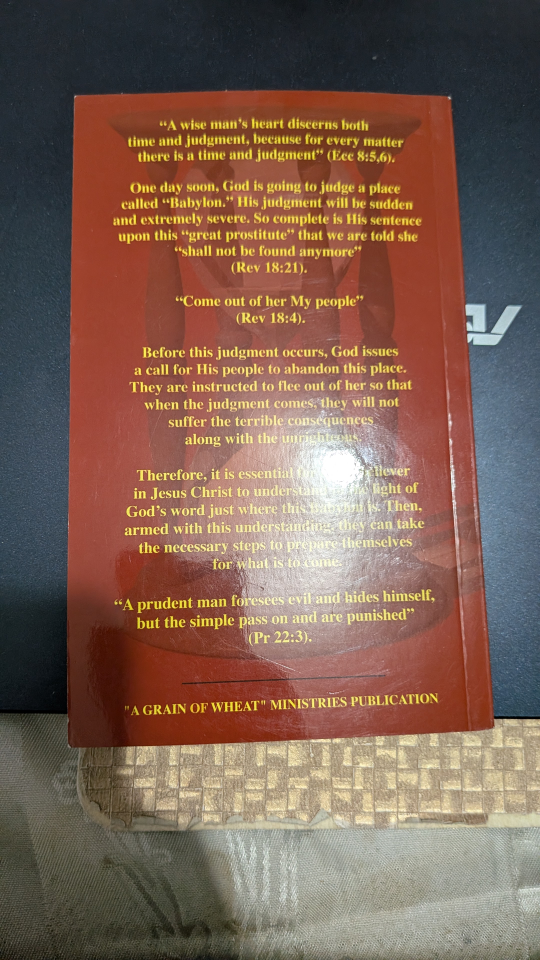 “A wise man’s heart discerns both
time and judgment, because for every matter
there is a time and judgment” (Ecc 8:5,6).
One day soon, God is going to judge a place
called “Babylon.” His judgment will be sudden
and extremely severe. So complete is His sentence
upon this “great prostitute” that we are told she
“shall not be found anymore”
(Rev 18:21).
“Come out of her My people”
(Rev 18:4).
Before this judgment occurs, God issues
a call for His people to abandon this place.
They are instructed to flee out of her so that
when the judgment comes, they will not
suffer the terrible consequences
along with the unrighteous.
Therefore, it is essential for believer
in Jesus Christ to understand in the light of
God’s word just where this Babylon is. Then,
armed with this understanding, they can take
the necessary steps to prepare themselves
for what is to come.
“A prudent man foresees evil and hides himself,
but the simple pass on and are punished”
(Pr 22:3).
"A GRAIN OF WHEAT" MINISTRIES PUBLICATION